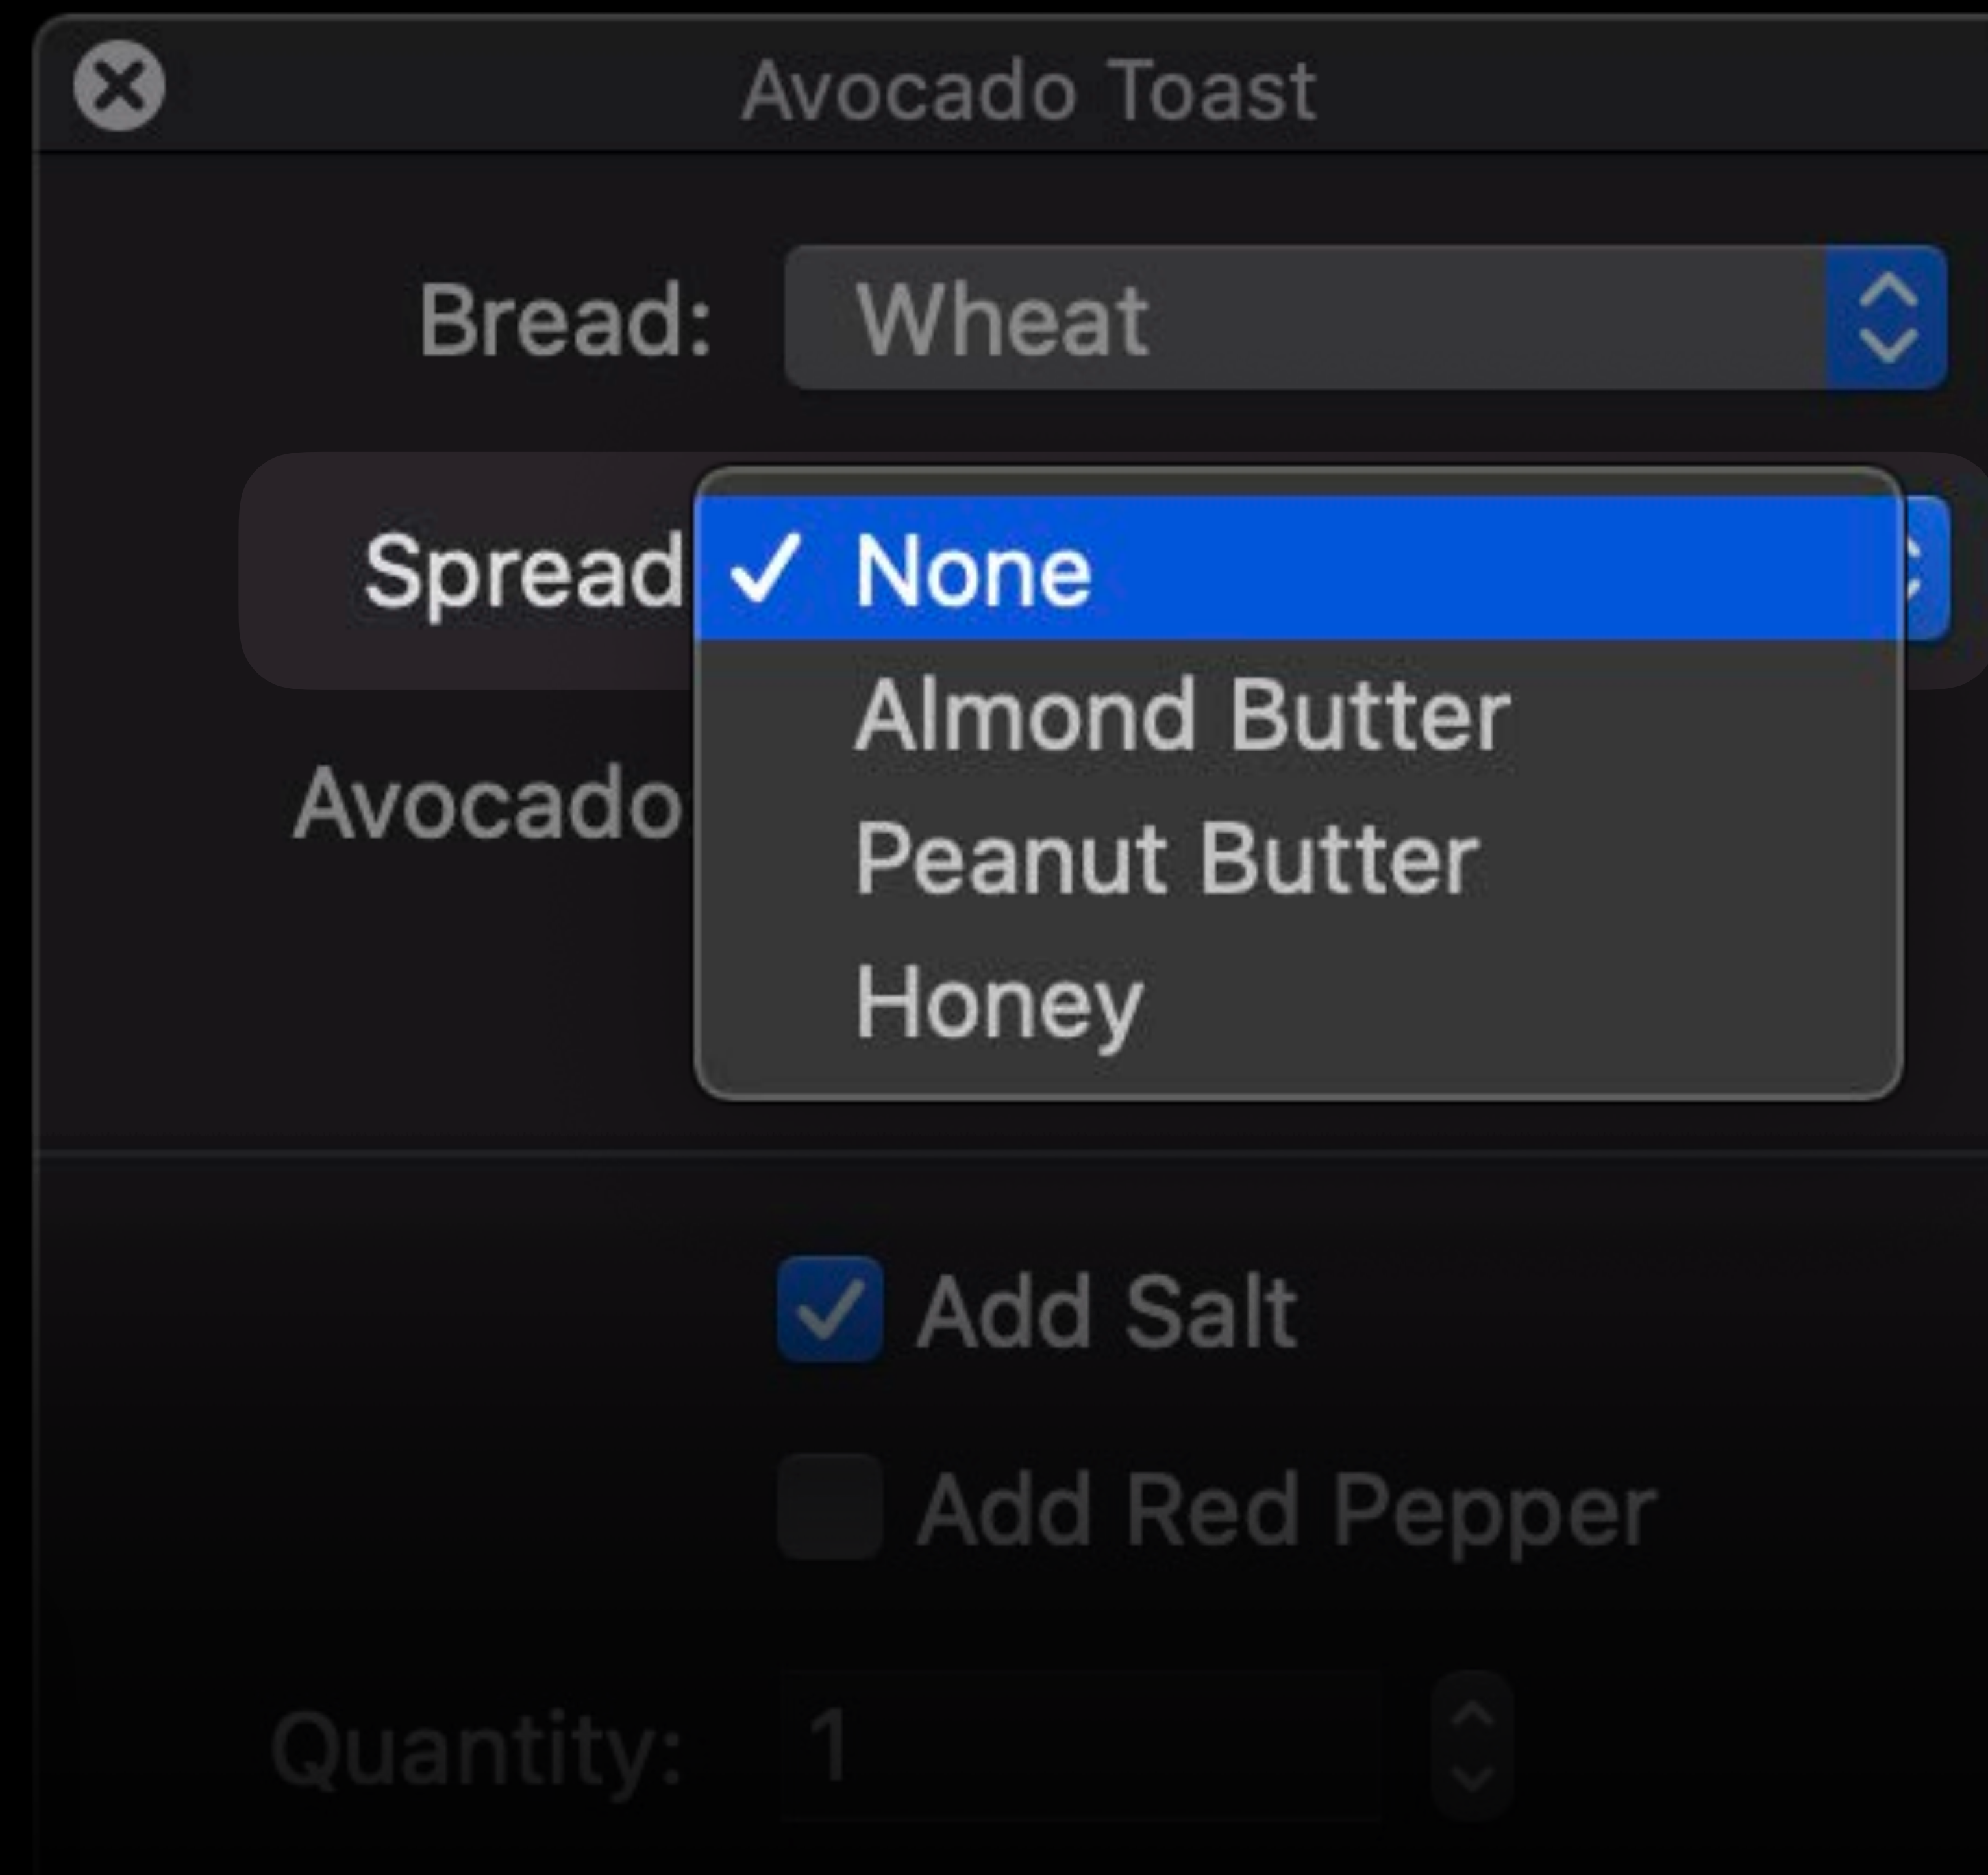 Avocado Toast
Bread: Wheat
Spread None
Almond Butter
Avocado
Peanut Butter
Honey
Add Salt
Add Red Pepper
Quantity: 1